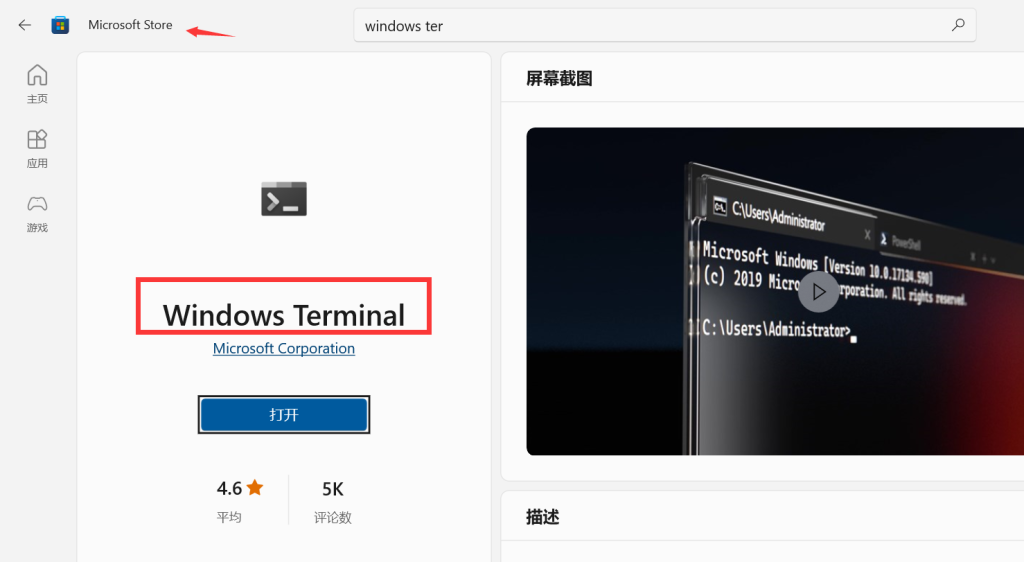 Microsoft Store
windows ter
主页
应用
游戏
Windows Terminal
Microsoft Corporation
打开
4.6
平均
5K
评论数
屏幕截图
C:\Users\Administrator
PowerShell
Microsoft Windows [Version 10.0.17134.590]
(c) 2019 Micro rporation. All rights reserved.
C:\Users\Administrator>
描述